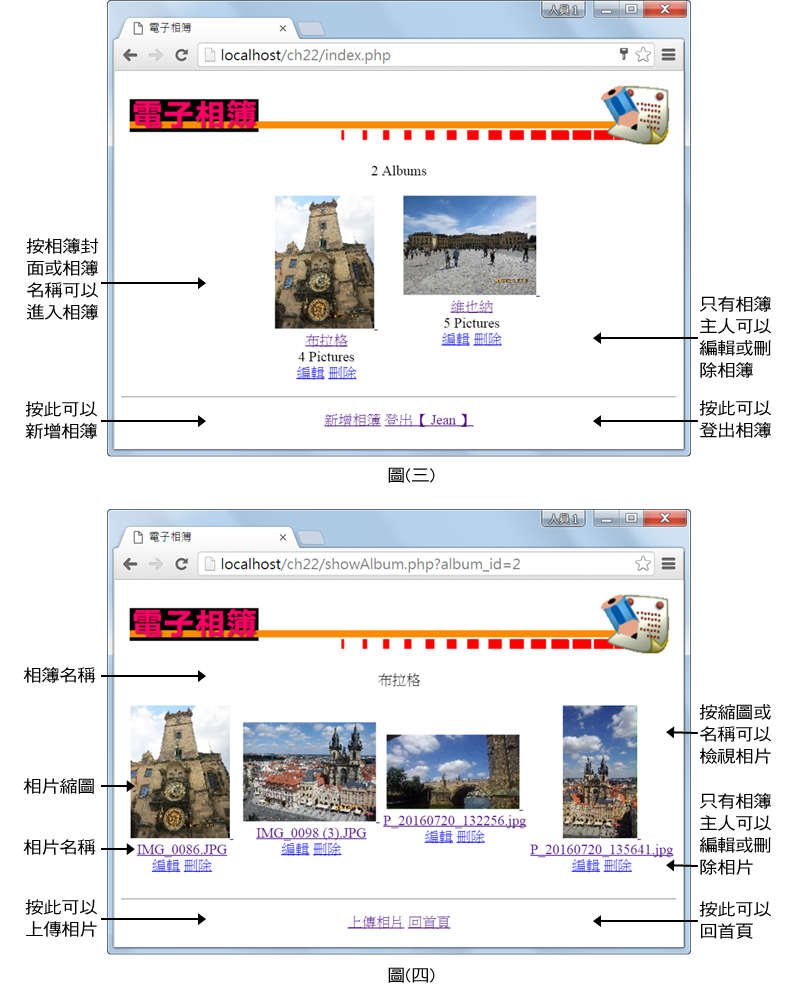 人員 1
電子相簿
localhost/ch22/index.php
電子相簿
2 Albums
按相簿封
面或相簿
名稱可以
進入相簿
布拉格
4 Pictures
編輯 刪除
維也納
5 Pictures
編輯 刪除
只有相簿
主人可以
編輯或刪
除相簿
按此可以
新增相簿
新增相簿 登出【 Jean 】
按此可以
登出相簿
圖(三)
人員 1
電子相簿
localhost/ch22/showAlbum.php?album_id=2
電子相簿
相簿名稱
布拉格
相片縮圖
按縮圖或
名稱可以
檢視相片
相片名稱
IMG_0086.JPG
編輯 刪除
IMG_0098 (3).JPG
編輯 刪除
P_20160720_132256.jpg
編輯 刪除
P_20160720_135641.jpg
編輯 刪除
只有相簿
主人可以
編輯或刪
除相片
按此可以
上傳相片
上傳相片 回首頁
按此可以
回首頁
圖(四)